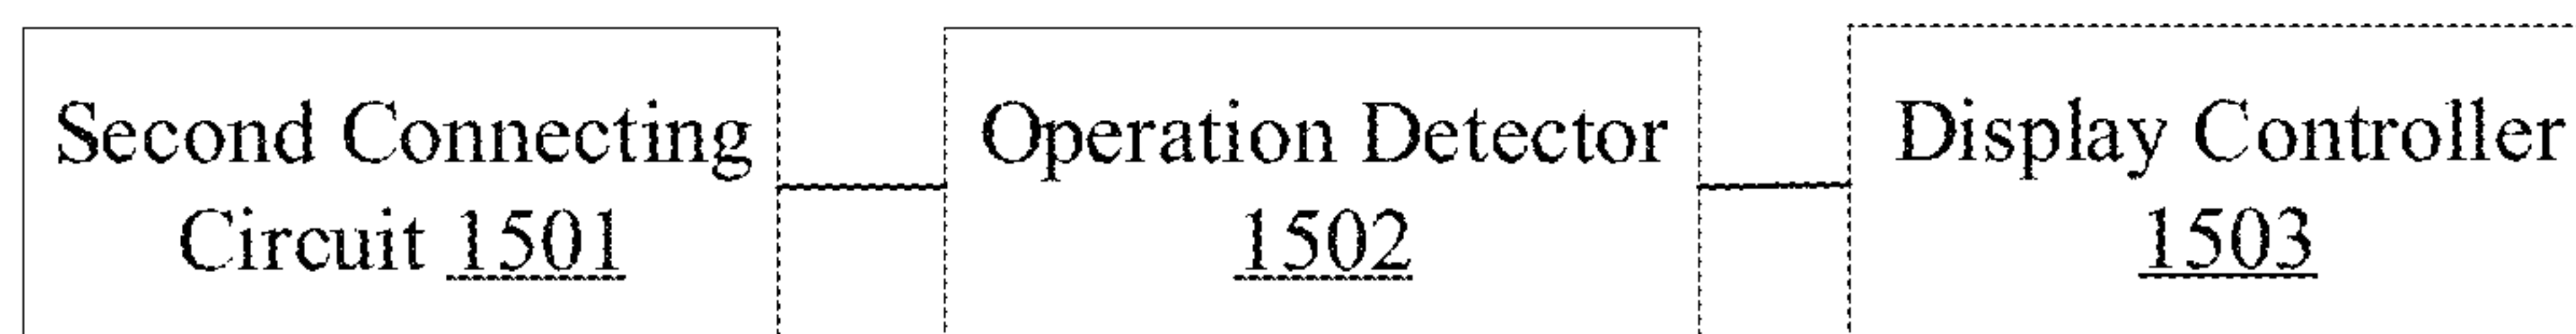 Second Connecting
Circuit 1501
Operation Detector
1502
Display Controller
1503